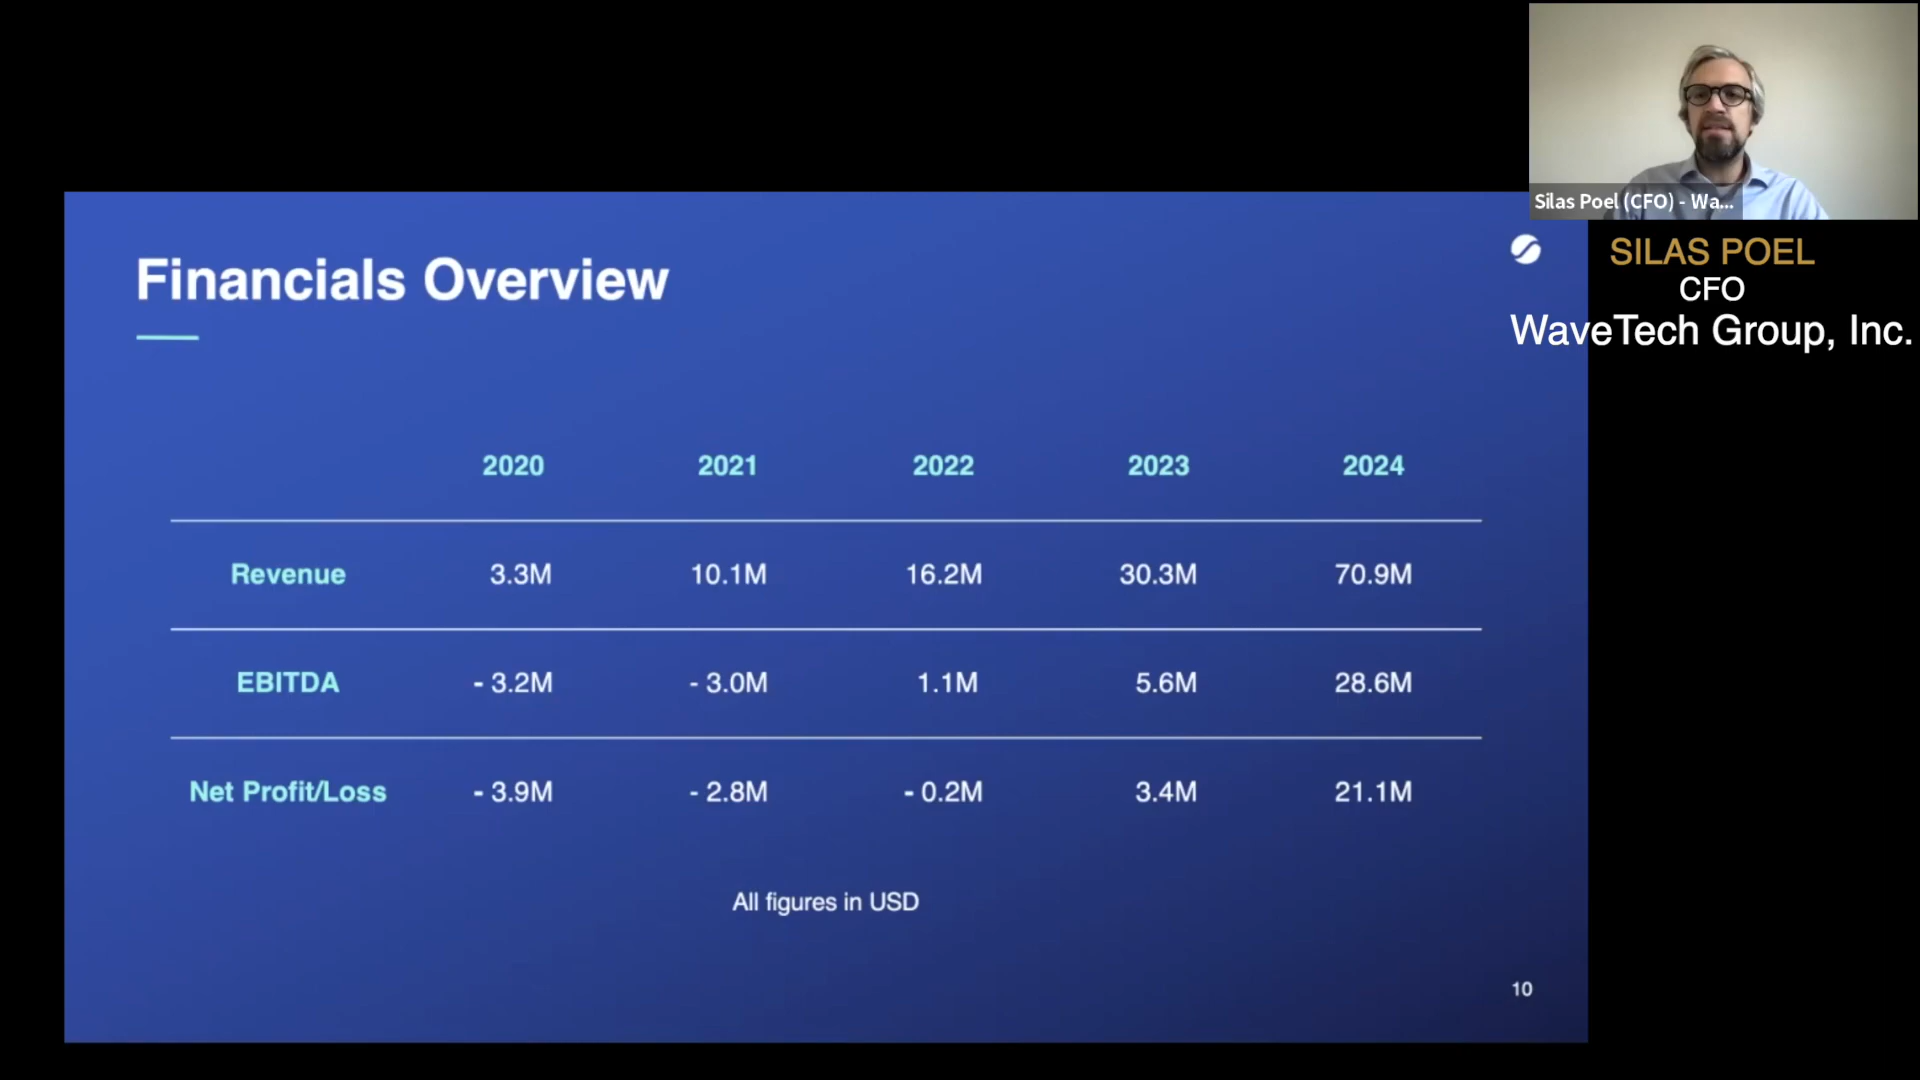 Silas Poel (CFO) - Wa...
SILAS POEL
CFO
WaveTech Group, Inc.
Financials Overview
2020 2021 2022 2023 2024
Revenue 3.3M 10.1M 16.2M 30.3M 70.9M
EBITDA - 3.2M - 3.0M 1.1M 5.6M 28.6M
Net Profit/Loss - 3.9M - 2.8M - 0.2M 3.4M 21.1M
All figures in USD
10